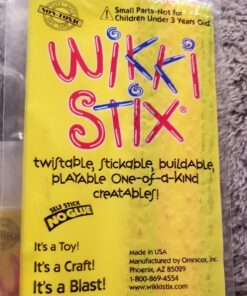 NON-TOXIC
Small Parts-Not for
Children Under 3 Years Old
WiKKi
STiX®
twistable, stickable, buildable,
playable one-of-a-kind
creatables!
SELF STICK
NO GLUE
It's a Toy!
It's a Craft!
It's a Blast!
Made in USA
Manufactured by Omnicor, Inc.
Phoenix, AZ 85019
1-800-869-4554
www.wikkistix.com